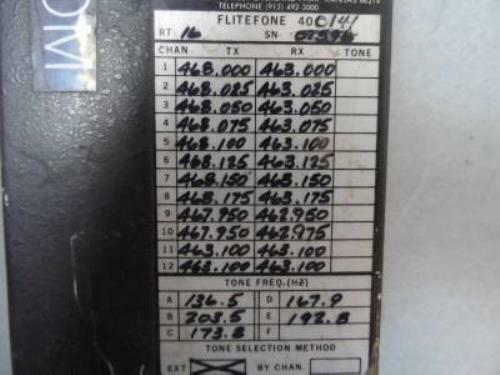 OM
TELEPHONE (913) 492-3000
FLITEFONE 40 0141
RT 16 SN
CHAN TX RX TONE
1 468.000 463.000
2 468.025 463.025
3 468.050 463.050
4 468.075 463.075
5 468.100 463.100
6 468.125 463.125
7 468.150 463.150
8 468.175 463.175
9 467.950 462.950
10 467.950 462.975
11 463.100 463.100
12 463.100 463.100
TONE FREQ.(HZ)
A 136.5 D 167.9
B 203.5 E 192.8
C 173.8 F
TONE SELECTION METHOD
EXT BY CHAN.